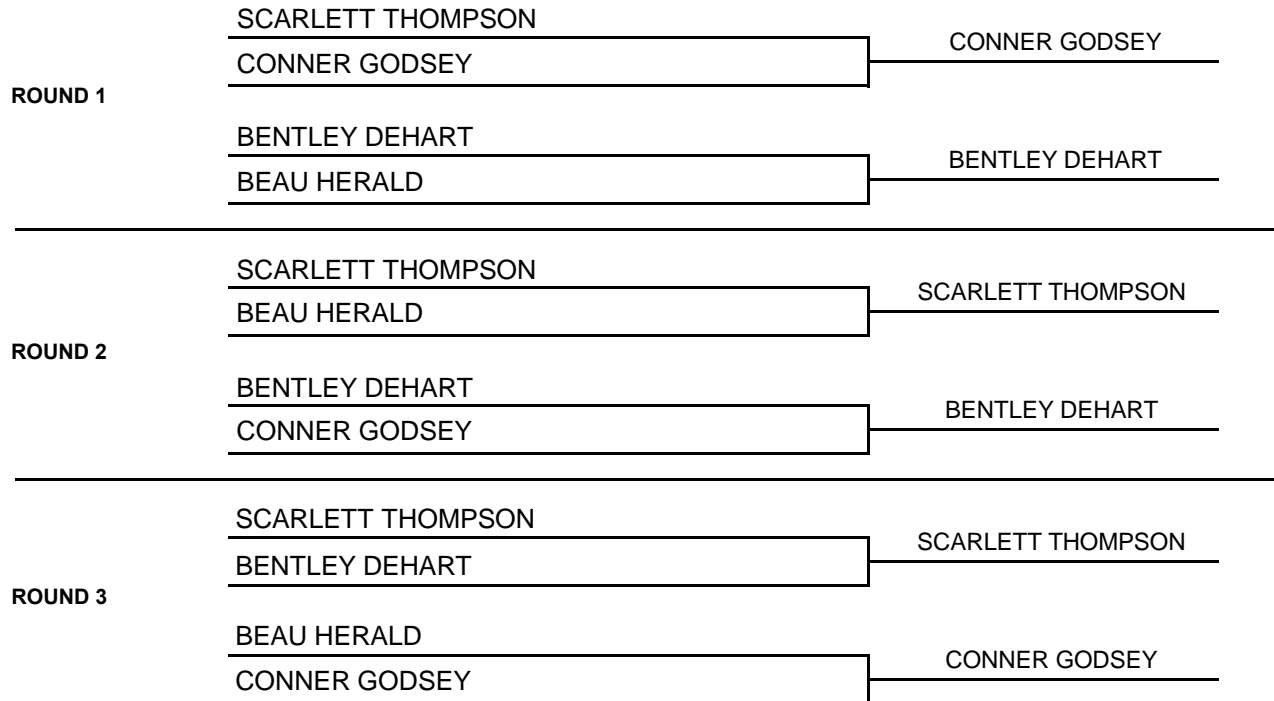 SCARLETT THOMPSON
CONNER GODSEY
CONNER GODSEY
ROUND 1
BENTLEY DEHART
BENTLEY DEHART
BEAU HERALD
SCARLETT THOMPSON
SCARLETT THOMPSON
BEAU HERALD
ROUND 2
BENTLEY DEHART
BENTLEY DEHART
CONNER GODSEY
SCARLETT THOMPSON
SCARLETT THOMPSON
BENTLEY DEHART
ROUND 3
BEAU HERALD
CONNER GODSEY
CONNER GODSEY